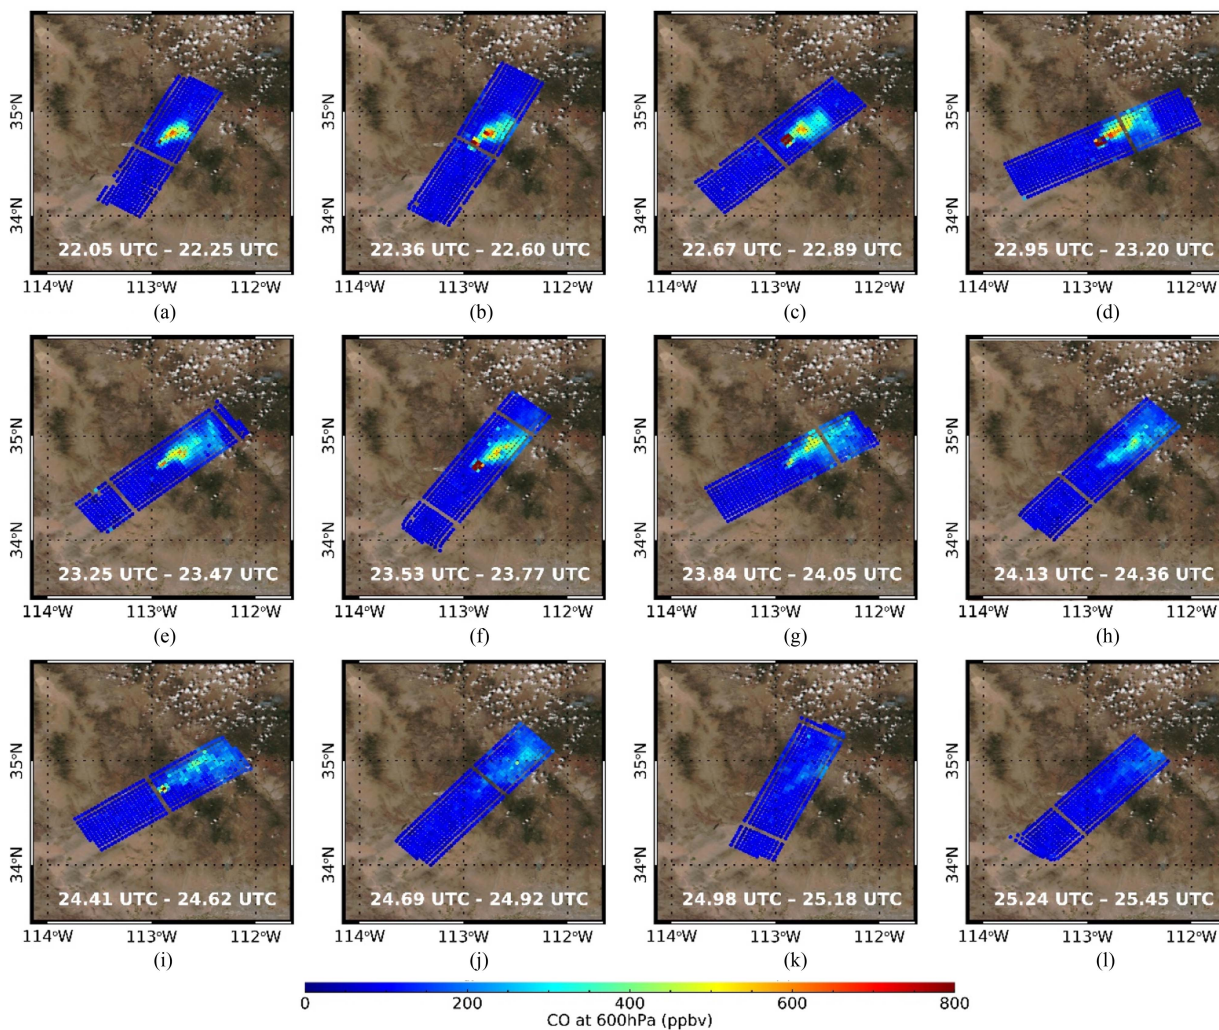 35°N
34°N
22.05 UTC – 22.25 UTC
114°W 113°W 112°W
(a)
35°N
34°N
22.36 UTC – 22.60 UTC
114°W 113°W 112°W
(b)
35°N
34°N
22.67 UTC – 22.89 UTC
114°W 113°W 112°W
(c)
35°N
34°N
22.95 UTC – 23.20 UTC
114°W 113°W 112°W
(d)
35°N
34°N
23.25 UTC – 23.47 UTC
114°W 113°W 112°W
(e)
35°N
34°N
23.53 UTC – 23.77 UTC
114°W 113°W 112°W
(f)
35°N
34°N
23.84 UTC – 24.05 UTC
114°W 113°W 112°W
(g)
35°N
34°N
24.13 UTC – 24.36 UTC
114°W 113°W 112°W
(h)
35°N
34°N
24.41 UTC - 24.62 UTC
114°W 113°W 112°W
(i)
35°N
34°N
24.69 UTC - 24.92 UTC
114°W 113°W 112°W
(j)
35°N
34°N
24.98 UTC - 25.18 UTC
114°W 113°W 112°W
(k)
35°N
34°N
25.24 UTC - 25.45 UTC
114°W 113°W 112°W
(l)
0 200 400 600 800
CO at 600hPa (ppbv)